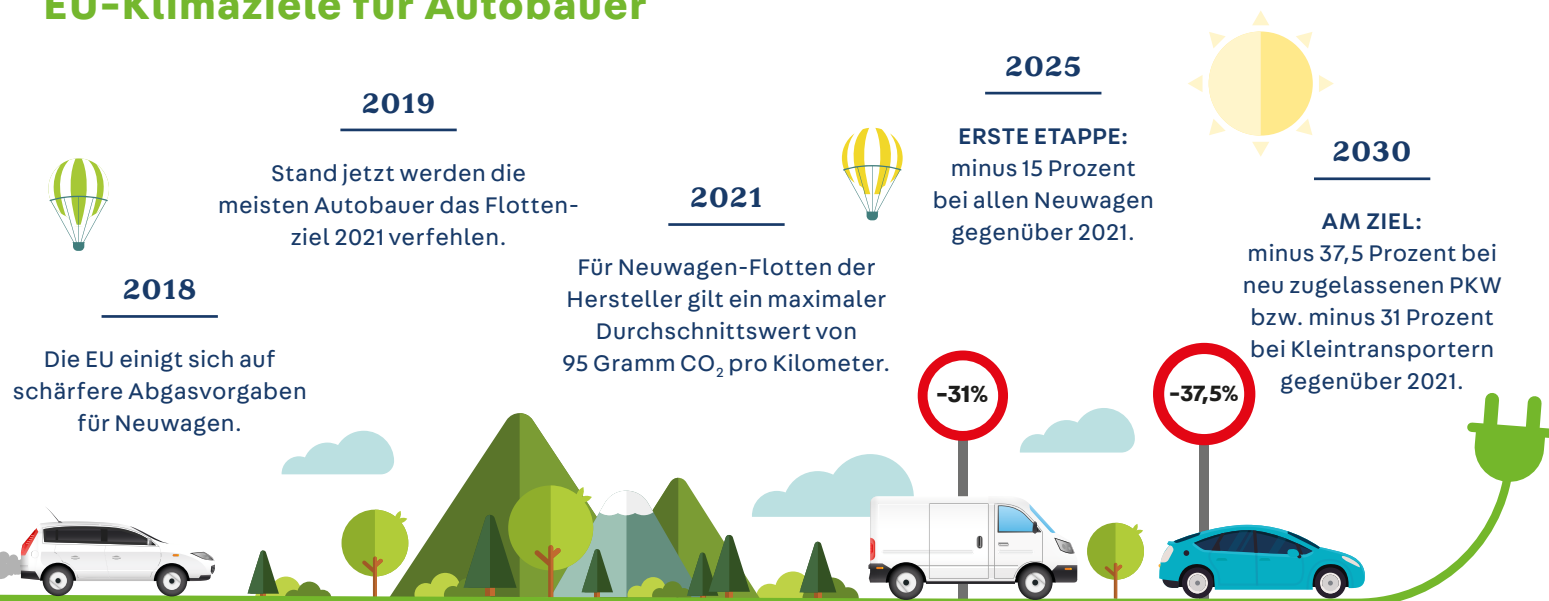 EU-Klimaziele für Autobauer
2018
Die EU einigt sich auf
schärfere Abgasvorgaben
für Neuwagen.
2019
Stand jetzt werden die
meisten Autobauer das Flotten-
ziel 2021 verfehlen.
2021
Für Neuwagen-Flotten der
Hersteller gilt ein maximaler
Durchschnittswert von
95 Gramm CO₂ pro Kilometer.
2025
ERSTE ETAPPE:
minus 15 Prozent
bei allen Neuwagen
gegenüber 2021.
2030
AM ZIEL:
minus 37,5 Prozent bei
neu zugelassenen PKW
bzw. minus 31 Prozent
bei Kleintransportern
gegenüber 2021.
-31%
-37,5%